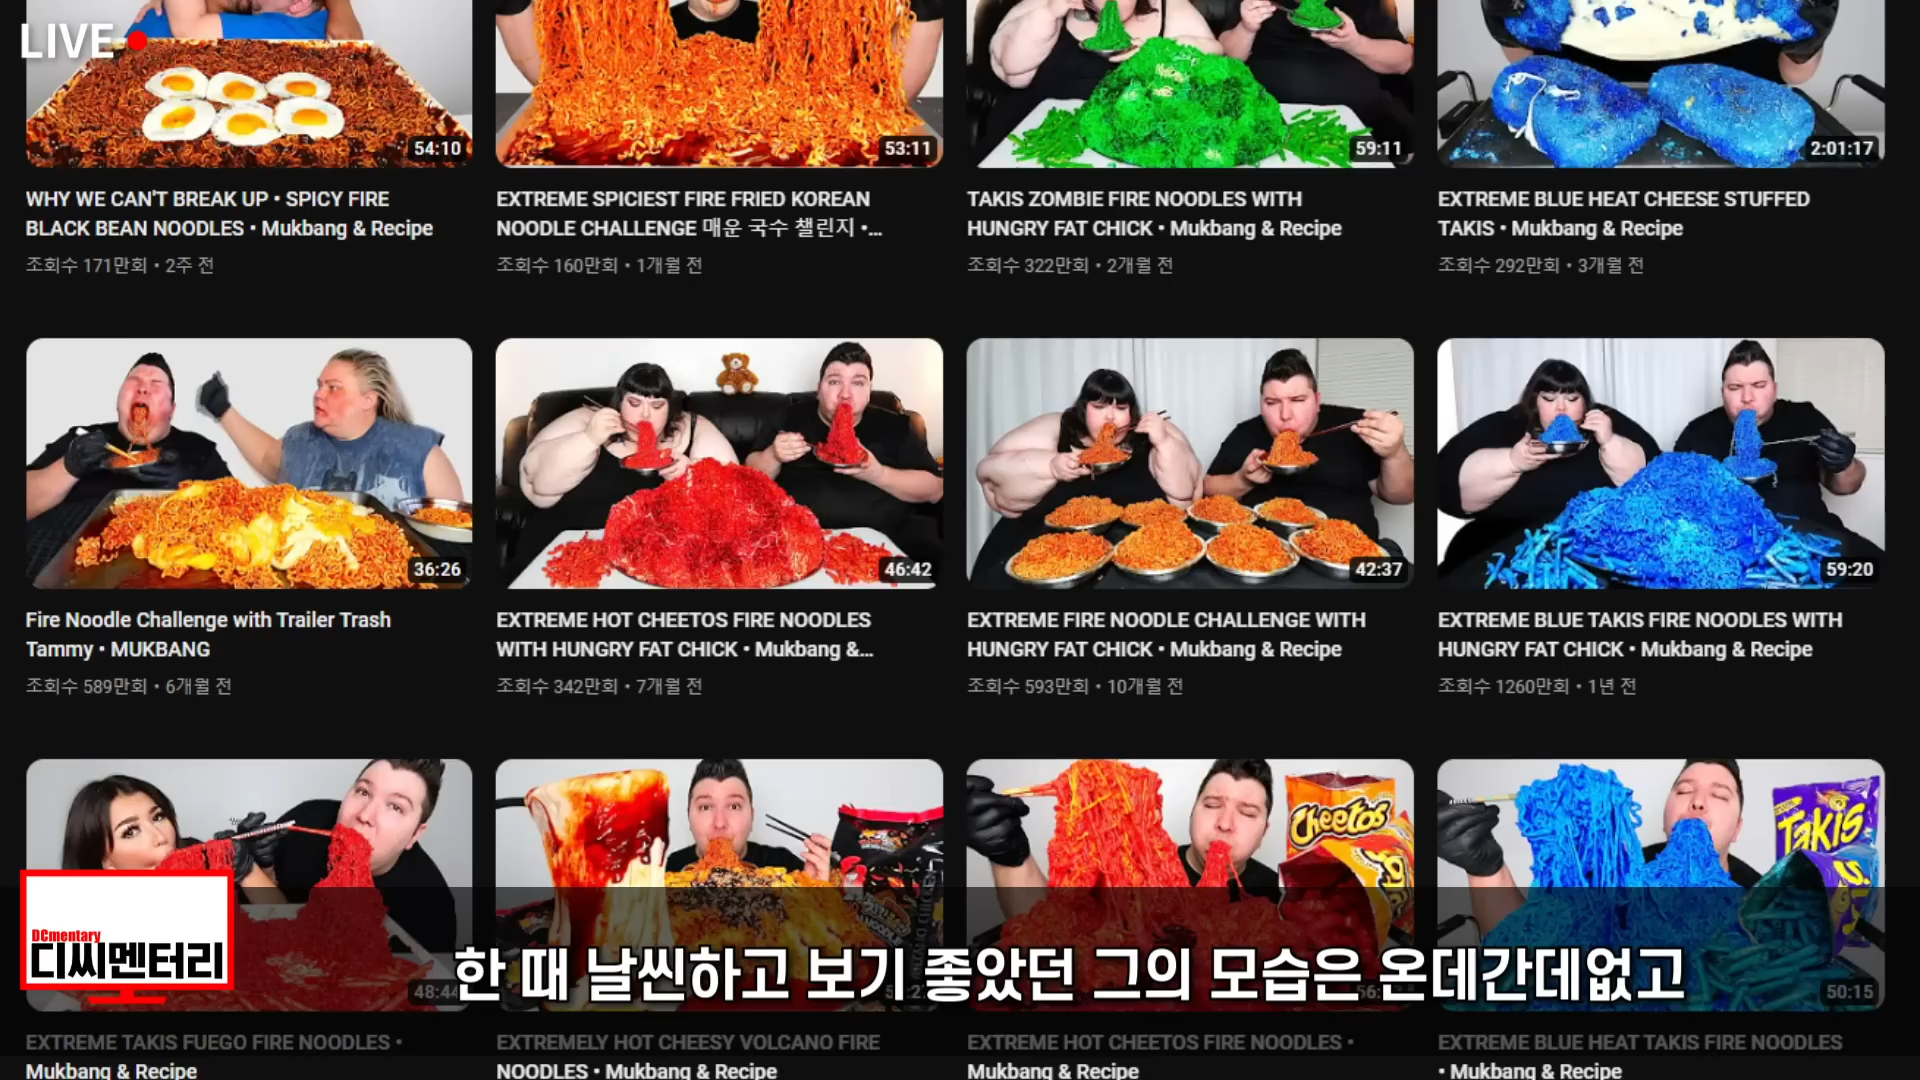 LIVE
54:10
53:11
59:11
2:01:17
WHY WE CAN'T BREAK UP • SPICY FIRE
BLACK BEAN NOODLES • Mukbang & Recipe
조회수 171만회 • 2주 전
EXTREME SPICIEST FIRE FRIED KOREAN
NOODLE CHALLENGE 매운 국수 챌린지 •...
조회수 160만회 • 1개월 전
TAKIS ZOMBIE FIRE NOODLES WITH
HUNGRY FAT CHICK • Mukbang & Recipe
조회수 322만회 • 2개월 전
EXTREME BLUE HEAT CHEESE STUFFED
TAKIS • Mukbang & Recipe
조회수 292만회 • 3개월 전
36:26
46:42
42:37
59:20
Fire Noodle Challenge with Trailer Trash
Tammy • MUKBANG
조회수 589만회 • 6개월 전
EXTREME HOT CHEETOS FIRE NOODLES
WITH HUNGRY FAT CHICK • Mukbang &...
조회수 342만회 • 7개월 전
EXTREME FIRE NOODLE CHALLENGE WITH
HUNGRY FAT CHICK • Mukbang & Recipe
조회수 593만회 • 10개월 전
EXTREME BLUE TAKIS FIRE NOODLES WITH
HUNGRY FAT CHICK • Mukbang & Recipe
조회수 1260만회 • 1년 전
Cheetos
Takis
DCmentary
디씨멘터리
한 때 날씬하고 보기 좋았던 그의 모습은 온데간데없고
48:44
50:15
EXTREME TAKIS FUEGO FIRE NOODLES •
Mukbang & Recipe
EXTREMELY HOT CHEESY VOLCANO FIRE
NOODLES • Mukbang & Recipe
EXTREME HOT CHEETOS FIRE NOODLES •
Mukbang & Recipe
EXTREME BLUE HEAT TAKIS FIRE NOODLES
• Mukbang & Recipe